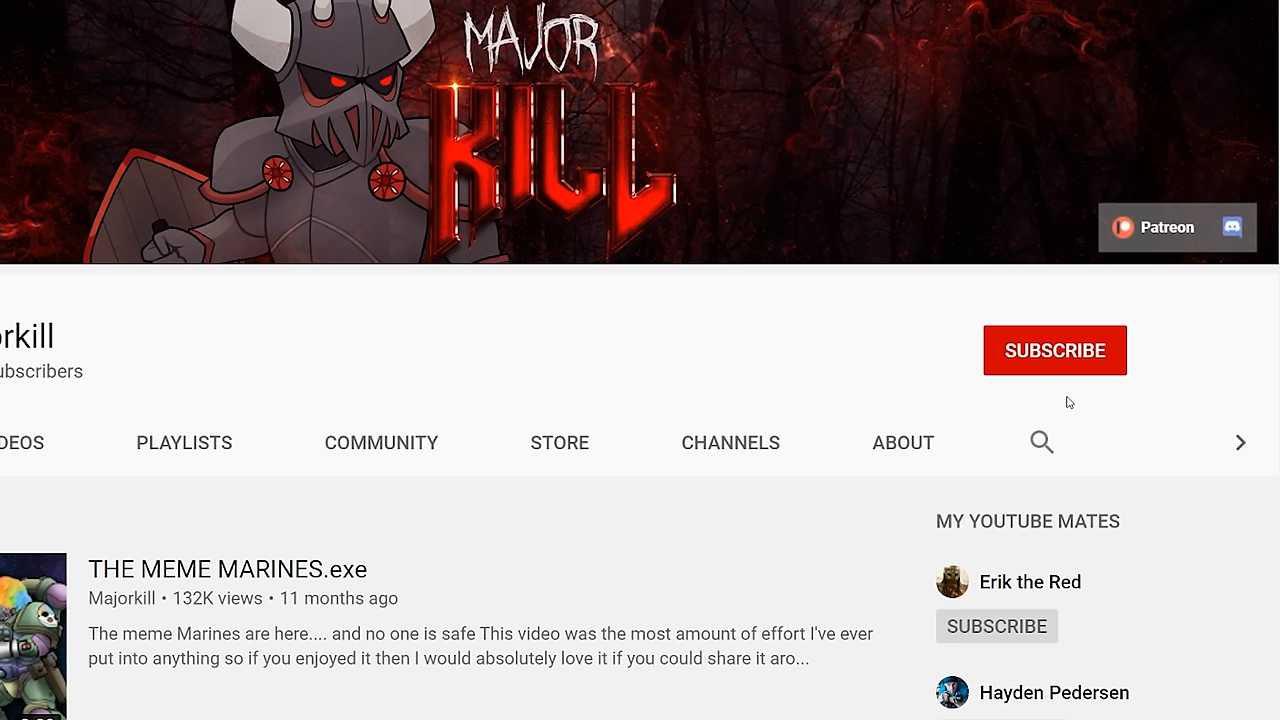 MAJOR
KILL
Patreon
rkill
ubscribers
SUBSCRIBE
DEOS PLAYLISTS COMMUNITY STORE CHANNELS ABOUT
MY YOUTUBE MATES
THE MEME MARINES.exe
Majorkill • 132K views • 11 months ago
The meme Marines are here.... and no one is safe This video was the most amount of effort I've ever
put into anything so if you enjoyed it then I would absolutely love it if you could share it aro...
Erik the Red
SUBSCRIBE
Hayden Pedersen